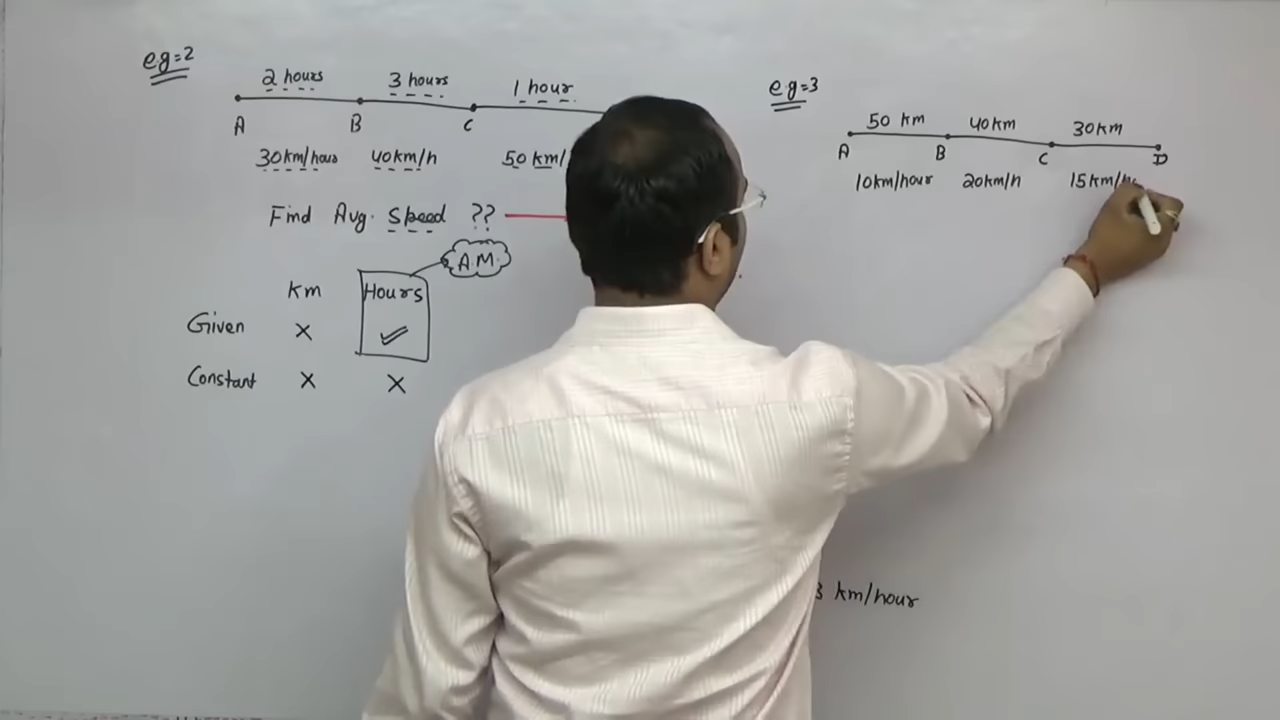 eg=2
2 hours 3 hours 1 hour
A B C
30km/hour 40km/h 50 km/
Find Avg. Speed ??
A.M.
km Hours
Given × ✓
Constant × ×
eg=3
50 km 40km 30km
A B C D
10km/hour 20km/h 15km/h
3 km/hour